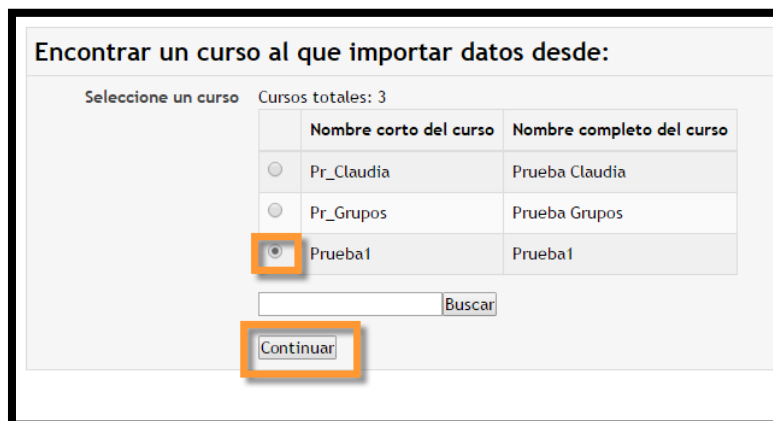 Encontrar un curso al que importar datos desde:
Seleccione un curso Cursos totales: 3
Nombre corto del curso Nombre completo del curso
Pr_Claudia Prueba Claudia
Pr_Grupos Prueba Grupos
Prueba1 Prueba1
Buscar
Continuar